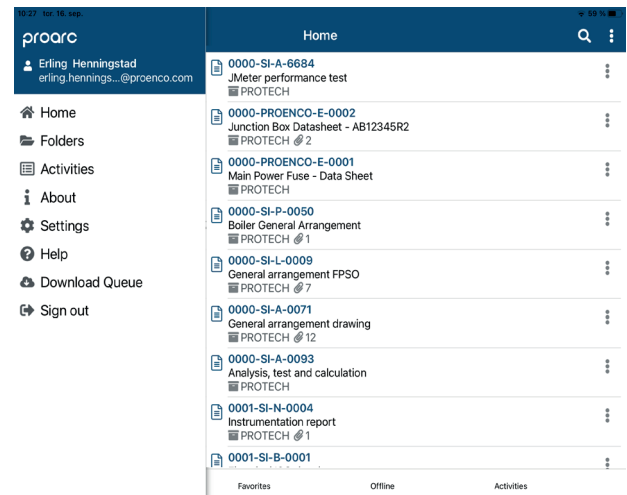 10:27 tor. 16. sep.
59 %
proarc
Home
Erling Henningstad
erling.hennings...@proenco.com
Home
Folders
Activities
About
Settings
Help
Download Queue
Sign out
0000-SI-A-6684
JMeter performance test
PROTECH
0000-PROENCO-E-0002
Junction Box Datasheet - AB12345R2
PROTECH 2
0000-PROENCO-E-0001
Main Power Fuse - Data Sheet
PROTECH
0000-SI-P-0050
Boiler General Arrangement
PROTECH 1
0000-SI-L-0009
General arrangement FPSO
PROTECH 7
0000-SI-A-0071
General arrangement drawing
PROTECH 12
0000-SI-A-0093
Analysis, test and calculation
PROTECH
0001-SI-N-0004
Instrumentation report
PROTECH 1
0001-SI-B-0001
Favorites
Offline
Activities